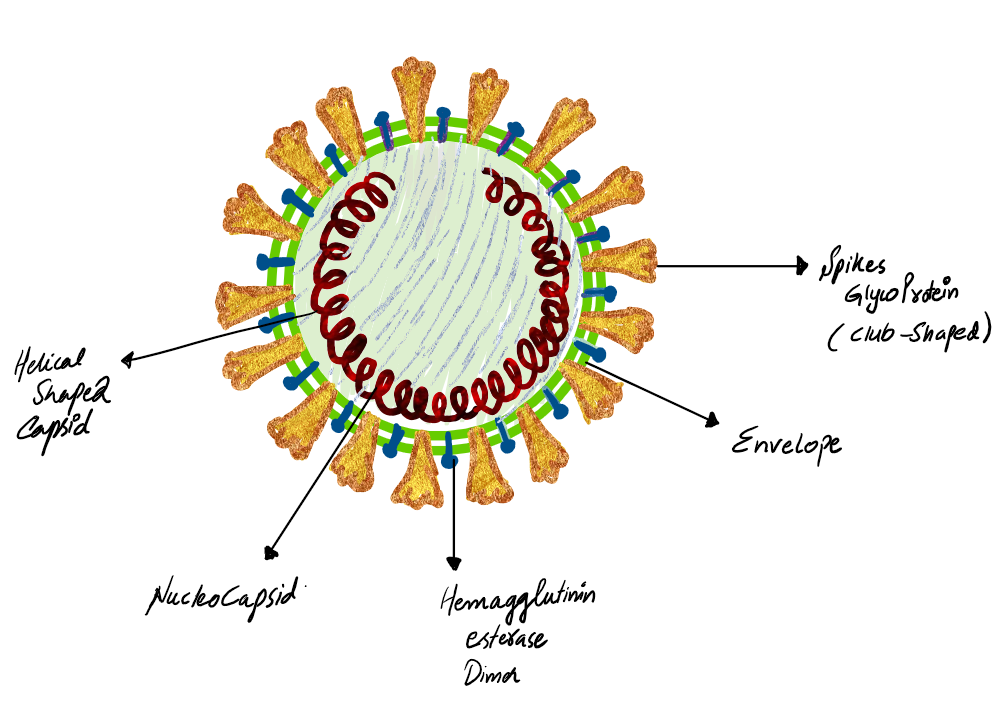 Spikes
Glycoprotein
(club-shaped)
Helical
Shaped
Capsid
Envelope
NucleoCapsid
Hemagglutinin
esterase
Dimer